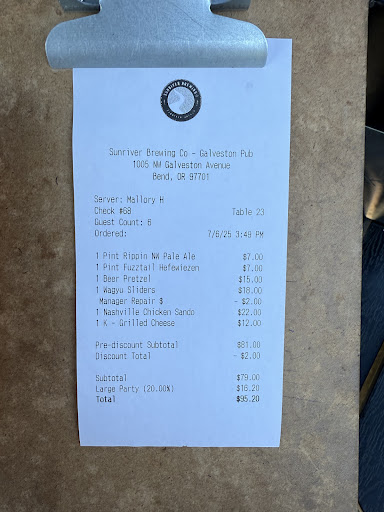 SUNRIVER BREWING
Sunriver Brewing Co - Galveston Pub
1005 NW Galveston Avenue
Bend, OR 97701
Server: Mallory H
Check #68 Table 23
Guest Count: 6
Ordered: 7/6/25 3:49 PM
1 Pint Rippin NW Pale Ale $7.00
1 Pint Fuzztail Hefewiezen $7.00
1 Beer Pretzel $15.00
1 Wagyu Sliders $18.00
Manager Repair $ - $2.00
1 Nashville Chicken Sando $22.00
1 K - Grilled Cheese $12.00
Pre-discount Subtotal $81.00
Discount Total - $2.00
Subtotal $79.00
Large Party (20.00%) $16.20
Total $95.20